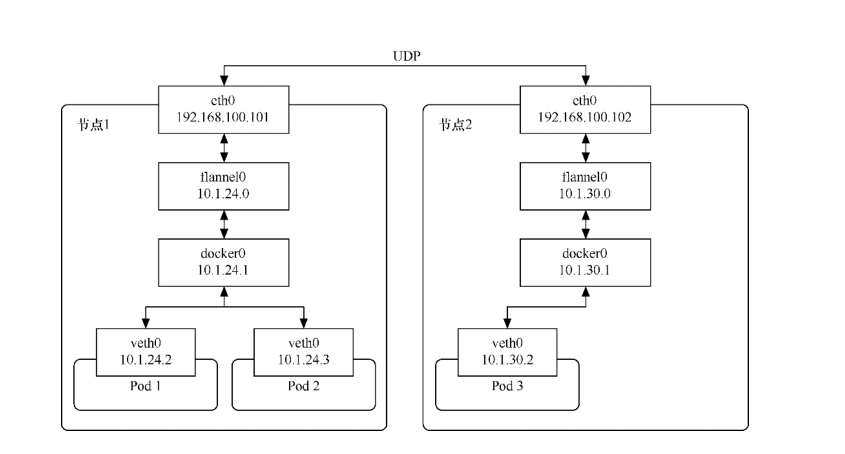 UDP
eth0
192.168.100.101
节点1
flannel0
10.1.24.0
docker0
10.1.24.1
veth0
10.1.24.2
Pod 1
veth0
10.1.24.3
Pod 2
eth0
192.168.100.102
节点2
flannel0
10.1.30.0
docker0
10.1.30.1
veth0
10.1.30.2
Pod 3